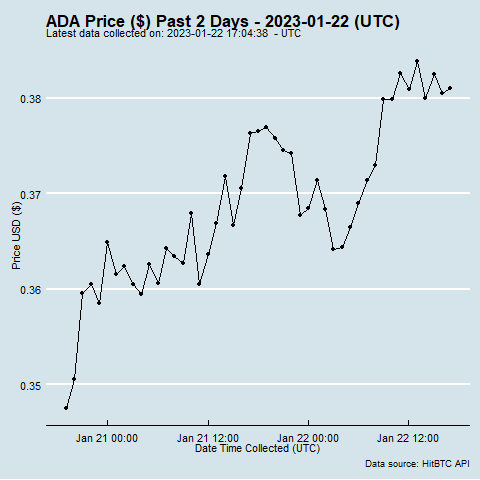 ADA Price ($) Past 2 Days - 2023-01-22 (UTC)
Latest data collected on: 2023-01-22 17:04:38  - UTC
Price USD ($)
0.38
0.37
0.36
0.35
Jan 21 00:00 Jan 21 12:00 Jan 22 00:00 Jan 22 12:00
Date Time Collected (UTC)
Data source: HitBTC API